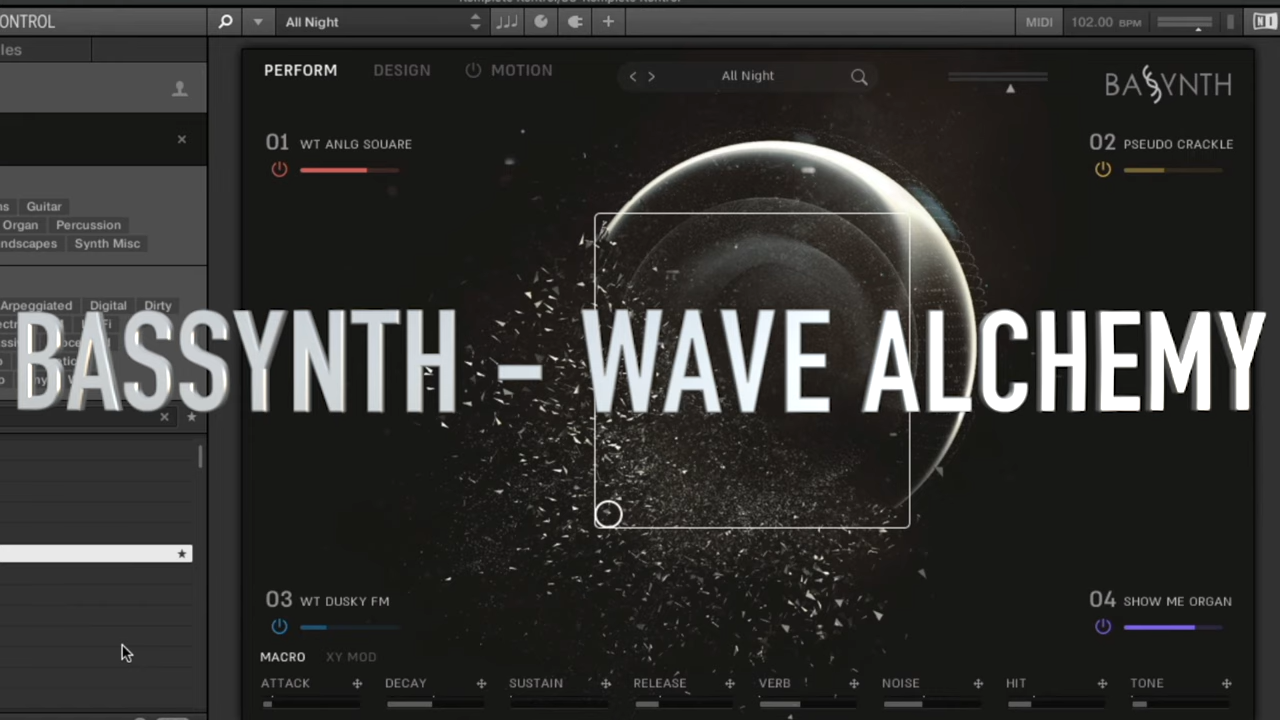 ONTROL
All Night
MIDI
102.00 BPM
les
PERFORM
DESIGN
MOTION
All Night
BASSYNTH
01 WT ANLG SQUARE
02 PSEUDO CRACKLE
ns
Guitar
Organ
Percussion
ndscapes
Synth Misc
Arpeggiated
Digital
Dirty
BASSYNTH – WAVE ALCHEMY
03 WT DUSKY FM
04 SHOW ME ORGAN
MACRO
XY MOD
ATTACK
DECAY
SUSTAIN
RELEASE
VERB
NOISE
HIT
TONE